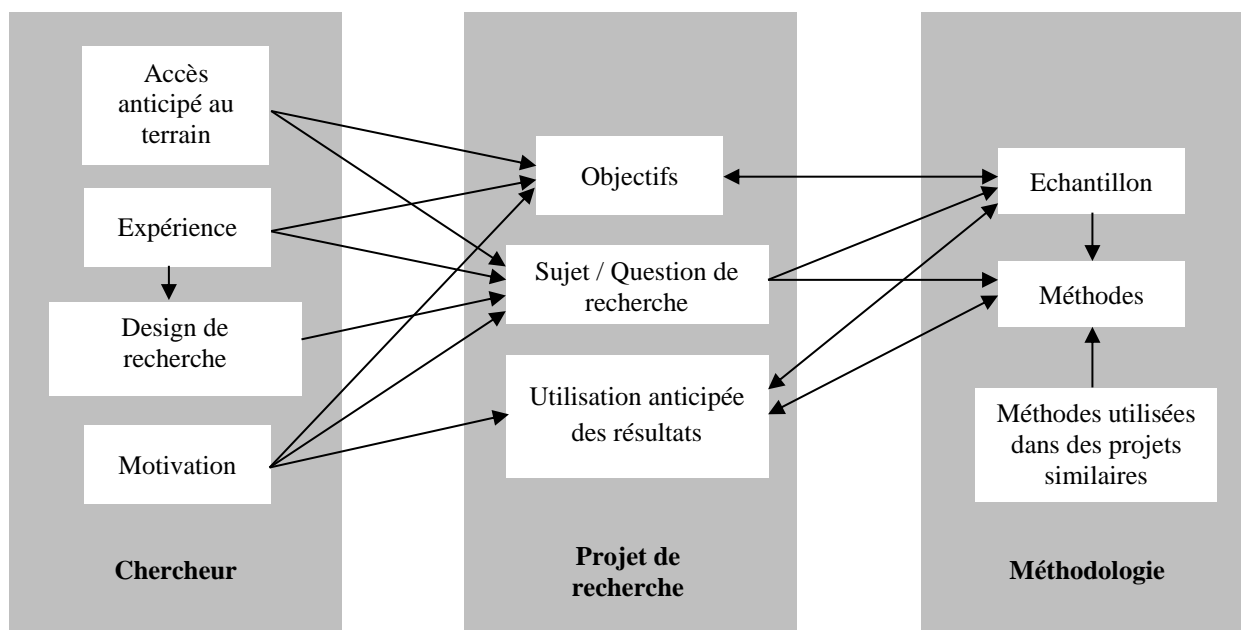 Accès
anticipé au
terrain
Expérience
Design de
recherche
Motivation
Chercheur
Objectifs
Sujet / Question de
recherche
Utilisation anticipée
des résultats
Projet de
recherche
Echantillon
Méthodes
Méthodes utilisées
dans des projets
similaires
Méthodologie